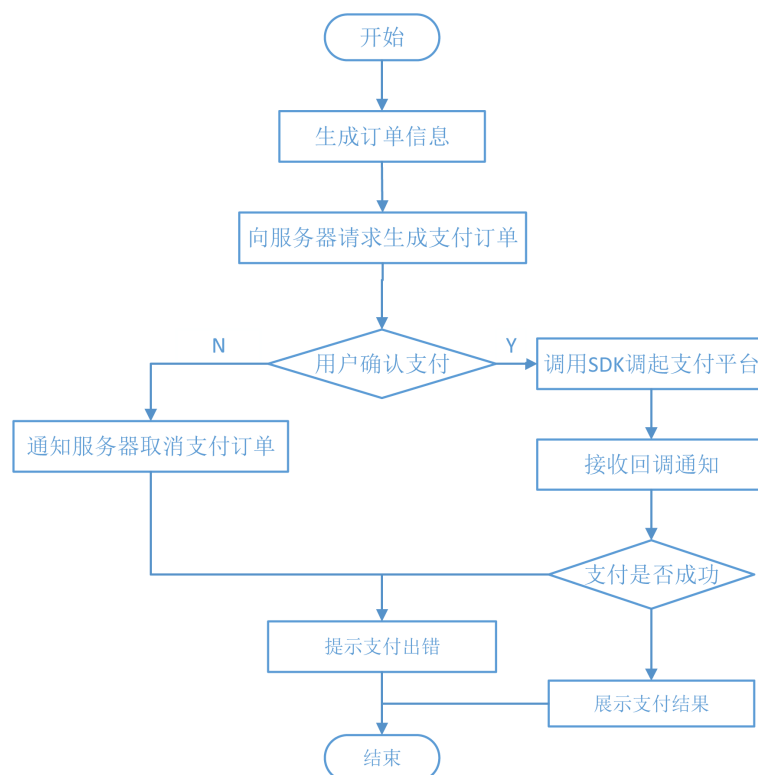 开始
生成订单信息
向服务器请求生成支付订单
N
用户确认支付
Y
调用SDK调起支付平台
通知服务器取消支付订单
接收回调通知
支付是否成功
提示支付出错
展示支付结果
结束